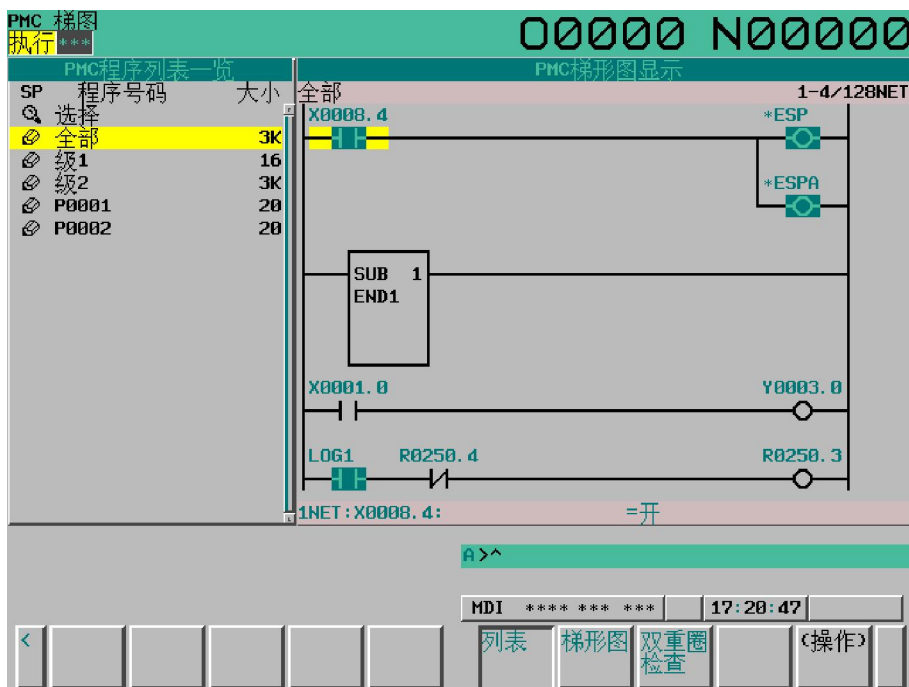 PMC 梯图
执行 *** O0000 N00000
PMC程序列表一览
SP 程序号码 大小
选择
全部 3K
级1 16
级2 3K
P0001 20
P0002 20
PMC梯形图显示
全部 1-4/128NET
X0008.4 *ESP
*ESPA
SUB 1
END1
X0001.0 Y0003.0
LOG1 R0250.4 R0250.3
1NET:X0008.4: =开
A>^
MDI **** *** *** 17:20:47
< 列表 梯形图 双重圈 (操作)
检查